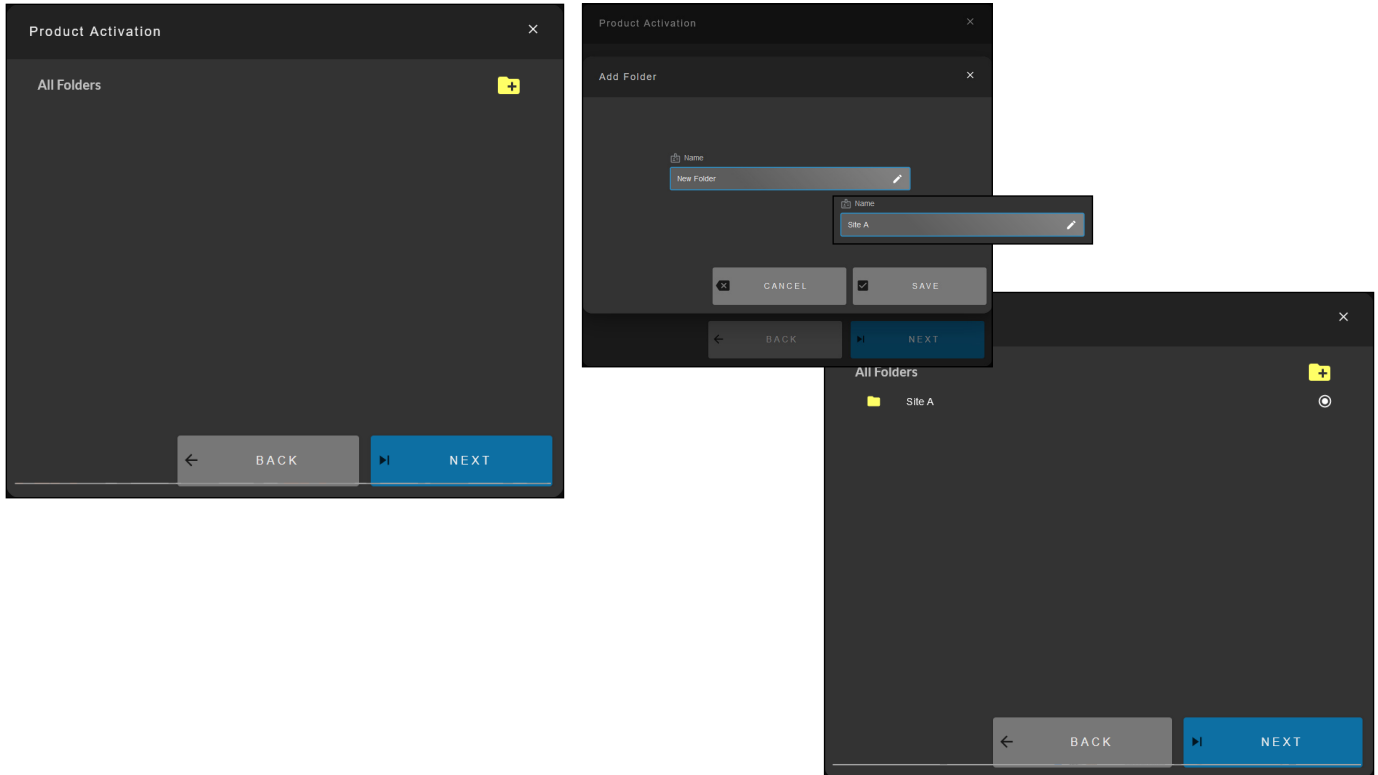 Product Activation
All Folders
BACK
NEXT
Product Activation
Add Folder
Name
New Folder
Name
Site A
CANCEL
SAVE
BACK
NEXT
All Folders
Site A
BACK
NEXT